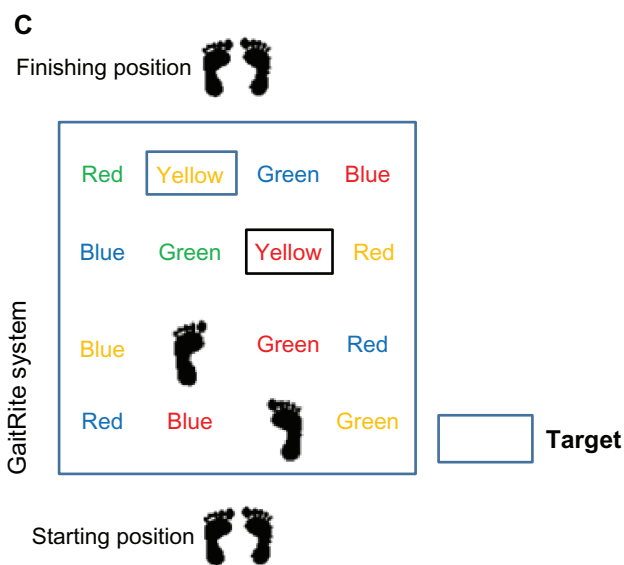 C
Finishing position
Red Yellow Green Blue
Blue Green Yellow Red
Blue Green Red
Red Blue Green
GaitRite system
Target
Starting position